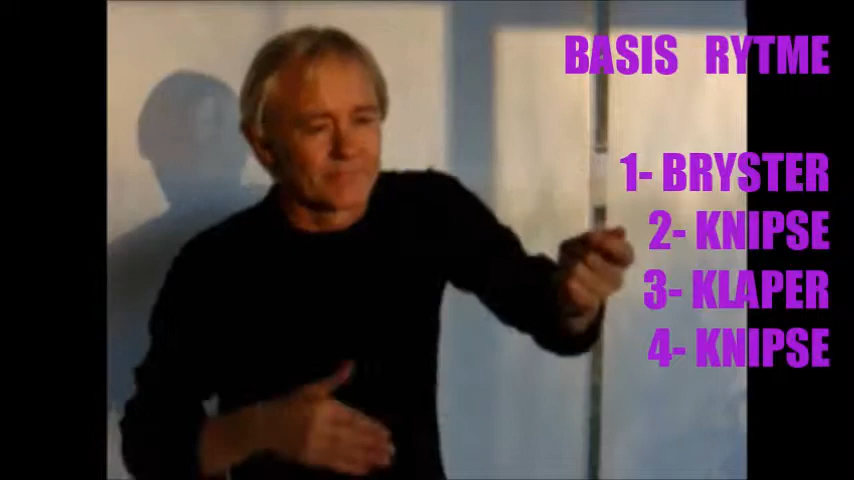 BASIS RYTME
1- BRYSTER
2- KNIPSE
3- KLAPER
4- KNIPSE